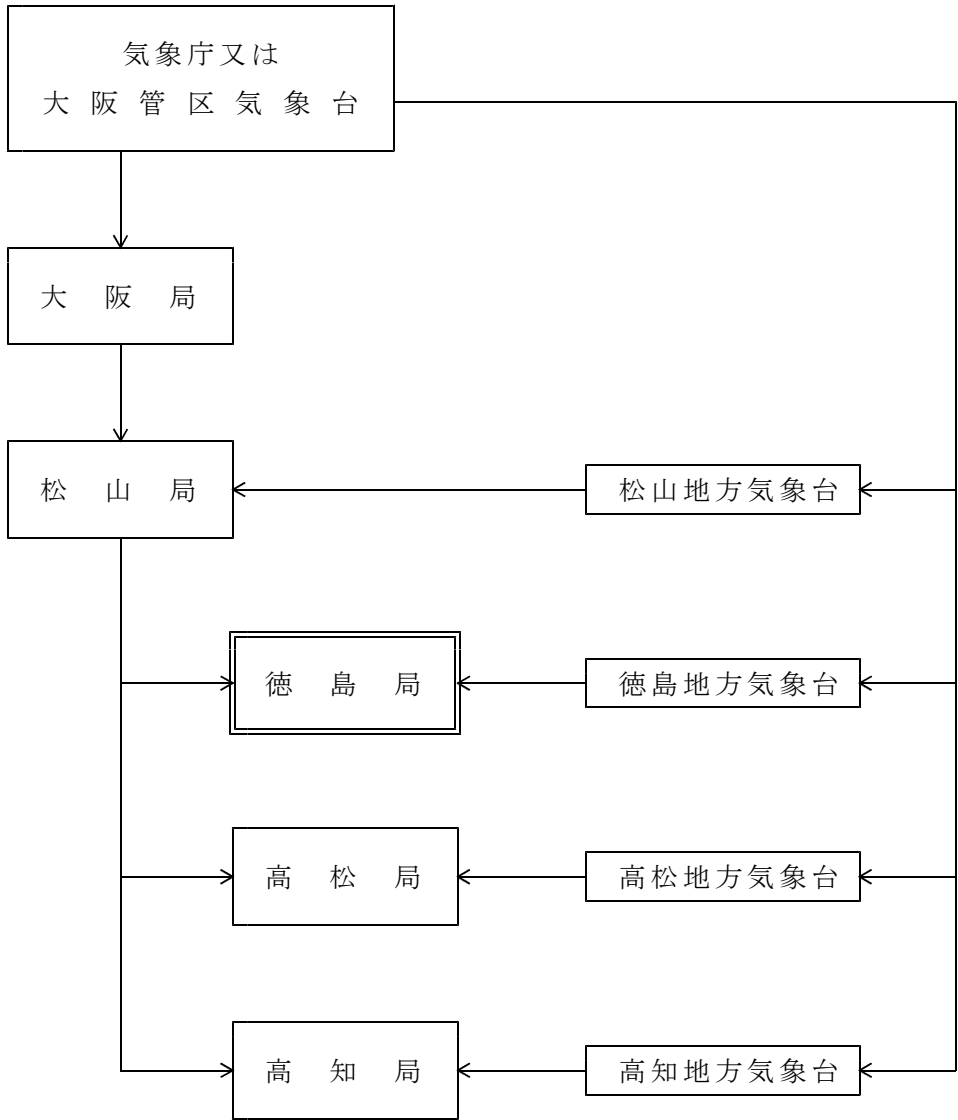 気象庁又は
大阪管区気象台
大阪局
松山局
松山地方気象台
徳島局
徳島地方気象台
高松局
高松地方気象台
高知局
高知地方気象台